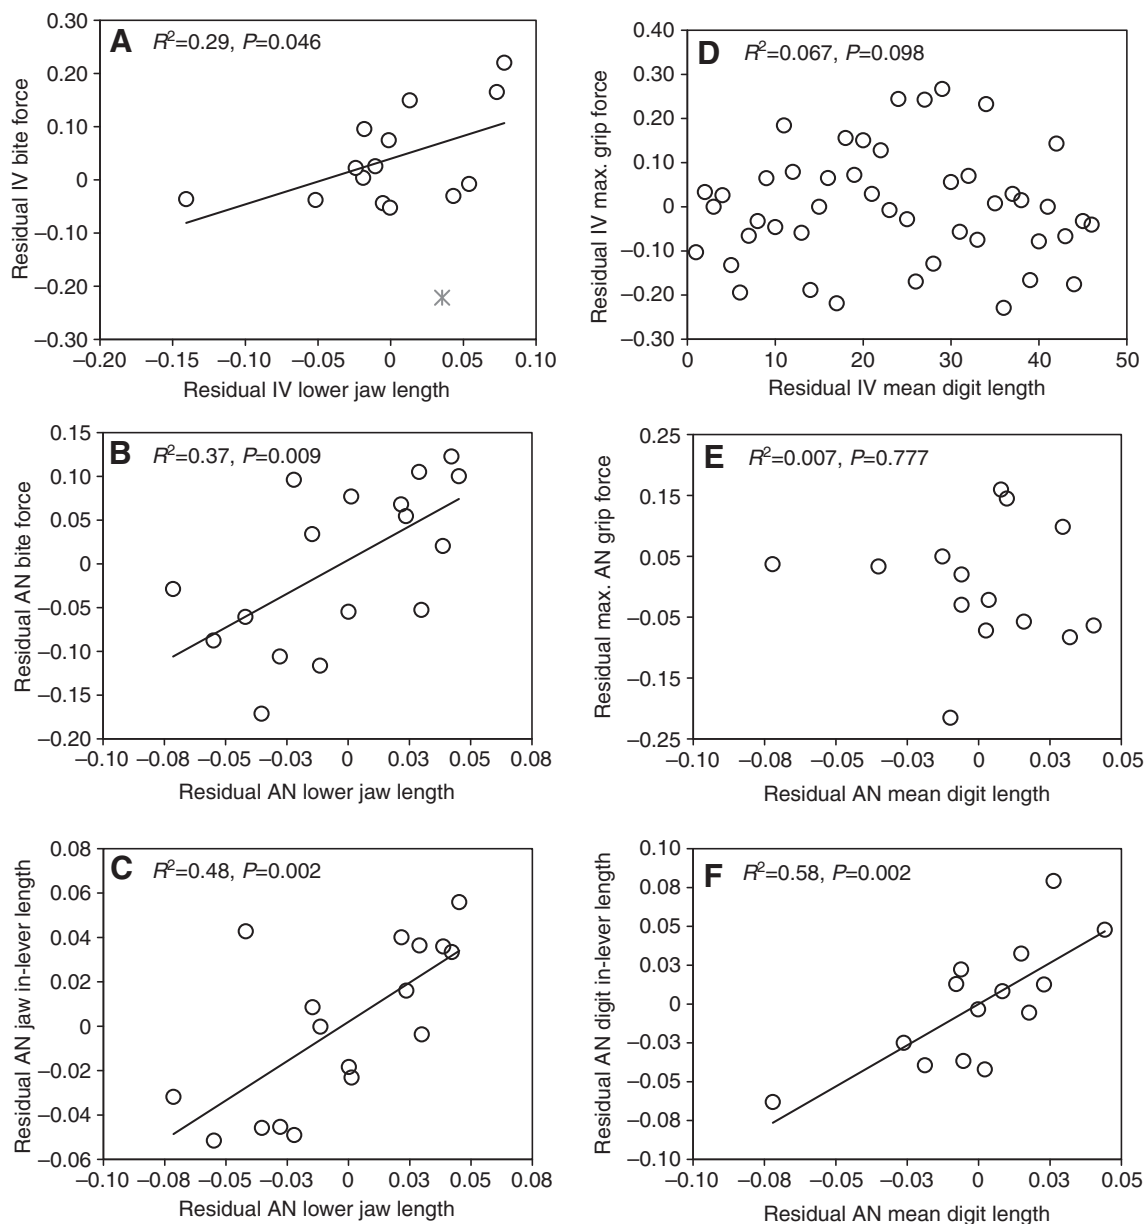 A R²=0.29, P=0.046
0.30
0.20
0.10
0
–0.10
–0.20
–0.30
Residual IV bite force
–0.20 –0.15 –0.10 –0.05 0 0.05 0.10
Residual IV lower jaw length
D R²=0.067, P=0.098
0.40
0.30
0.20
0.10
0
–0.10
–0.20
–0.30
Residual IV max. grip force
0 10 20 30 40 50
Residual IV mean digit length
B R²=0.37, P=0.009
0.15
0.10
0.05
0
–0.05
–0.10
–0.15
–0.20
Residual AN bite force
–0.10 –0.08 –0.05 –0.03 0 0.03 0.05 0.08
Residual AN lower jaw length
E R²=0.007, P=0.777
0.25
0.15
0.05
–0.05
–0.15
–0.25
Residual max. AN grip force
–0.10 –0.08 –0.05 –0.03 0 0.03 0.05
Residual AN mean digit length
C R²=0.48, P=0.002
0.08
0.06
0.04
0.02
0
–0.02
–0.04
–0.06
Residual AN jaw in-lever length
–0.10 –0.08 –0.05 –0.03 0 0.03 0.05 0.08
Residual AN lower jaw length
F R²=0.58, P=0.002
0.10
0.08
0.05
0.03
0
–0.03
–0.05
–0.08
–0.10
Residual AN digit in-lever length
–0.10 –0.08 –0.05 –0.03 0 0.03 0.05
Residual AN mean digit length